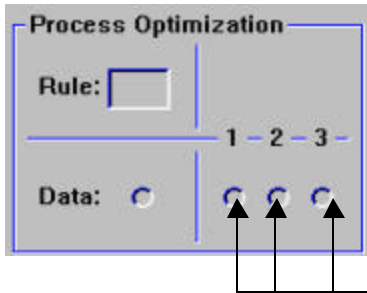 Process Optimization
Rule:
1 - 2 - 3
Data: